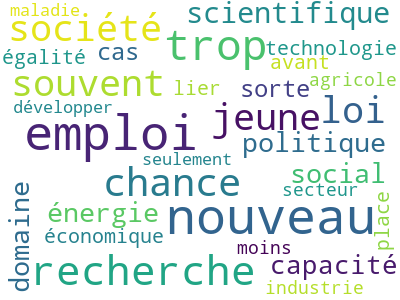 maladie
scientifique
société
trop
technologie
égalité
cas
avant
souvent
lier
sorte
agricole
développer
jeune
loi
emploi
politique
seulement
social
chance
secteur
domaine
énergie
nouveau
place
économique
moins
recherche
capacité
industrie